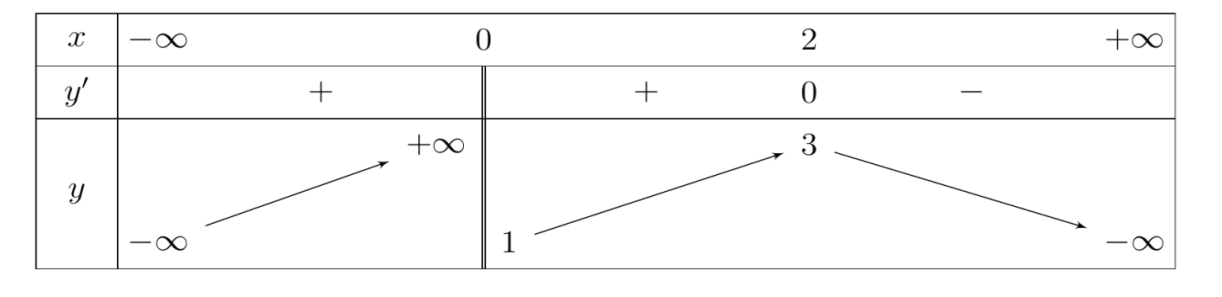 x −∞ 0 2 +∞
y′ + + 0 −
+∞ 3
y
−∞ 1 −∞